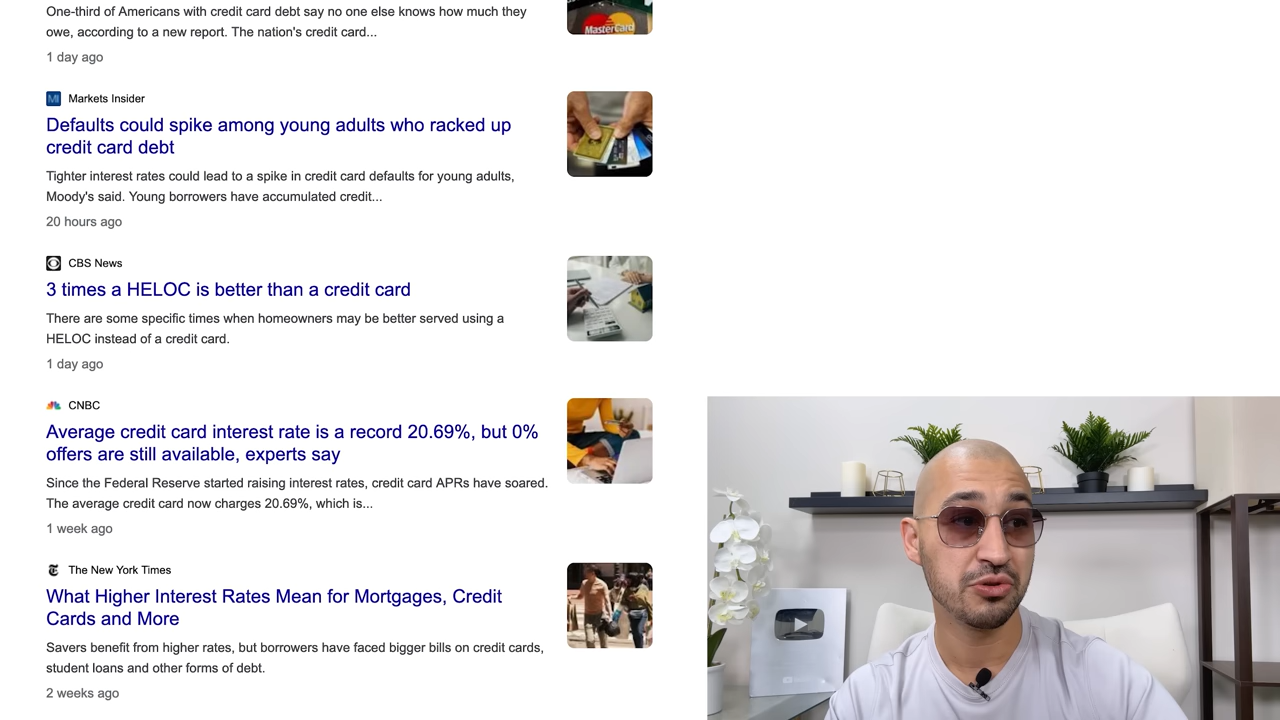 One-third of Americans with credit card debt say no one else knows how much they
owe, according to a new report. The nation's credit card...
MasterCard
1 day ago
Markets Insider
Defaults could spike among young adults who racked up
credit card debt
Tighter interest rates could lead to a spike in credit card defaults for young adults,
Moody's said. Young borrowers have accumulated credit...
20 hours ago
CBS News
3 times a HELOC is better than a credit card
There are some specific times when homeowners may be better served using a
HELOC instead of a credit card.
1 day ago
CNBC
Average credit card interest rate is a record 20.69%, but 0%
offers are still available, experts say
Since the Federal Reserve started raising interest rates, credit card APRs have soared.
The average credit card now charges 20.69%, which is...
1 week ago
The New York Times
What Higher Interest Rates Mean for Mortgages, Credit
Cards and More
Savers benefit from higher rates, but borrowers have faced bigger bills on credit cards,
student loans and other forms of debt.
2 weeks ago